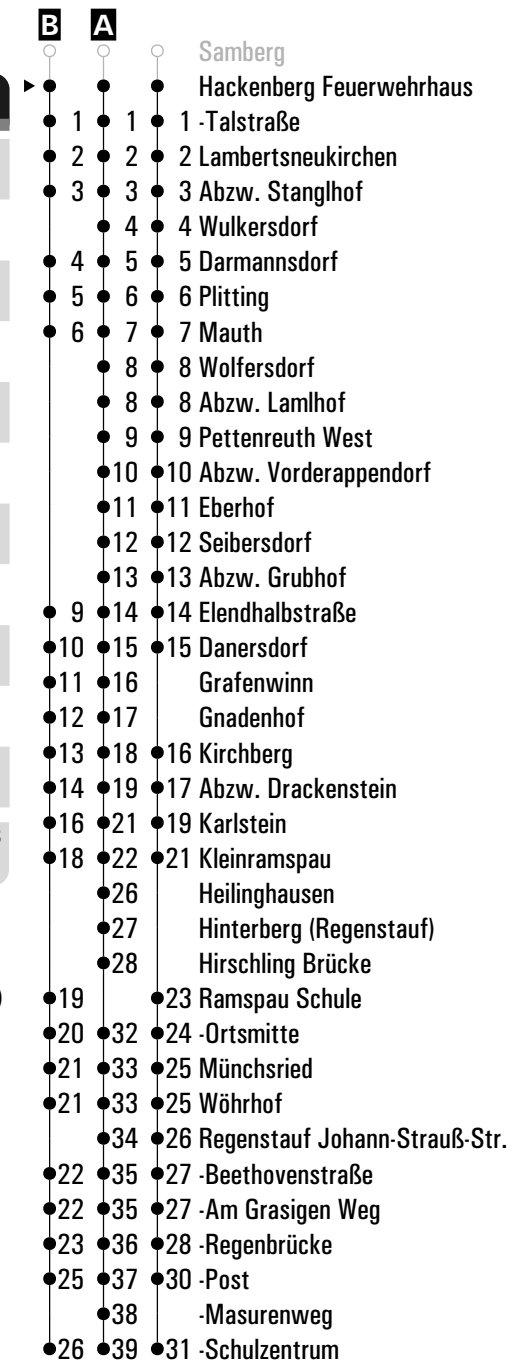 B A
Samberg
Hackenberg Feuerwehrhaus
1 1 1 -Talstraße
2 2 2 Lambertsneukirchen
3 3 3 Abzw. Stanglhof
4 4 Wulkersdorf
4 5 5 Darmannsdorf
5 6 6 Plitting
6 7 7 Mauth
8 8 Wolfersdorf
8 8 Abzw. Lamlhof
9 9 Pettenreuth West
10 10 Abzw. Vorderappendorf
11 11 Eberhof
12 12 Seibersdorf
13 13 Abzw. Grubhof
9 14 14 Elendhalbstraße
10 15 15 Danersdorf
11 16 Grafenwinn
12 17 Gnadenhof
13 18 16 Kirchberg
14 19 17 Abzw. Drackenstein
16 21 19 Karlstein
18 22 21 Kleinramspau
26 Heilinghausen
27 Hinterberg (Regenstauf)
28 Hirschling Brücke
19 23 Ramspau Schule
20 32 24 -Ortsmitte
21 33 25 Münchsried
21 33 25 Wöhrhof
34 26 Regenstauf Johann-Strauß-Str.
22 35 27 -Beethovenstraße
22 35 27 -Am Grasigen Weg
23 36 28 -Regenbrücke
25 37 30 -Post
38 -Masurenweg
26 39 31 -Schulzentrum